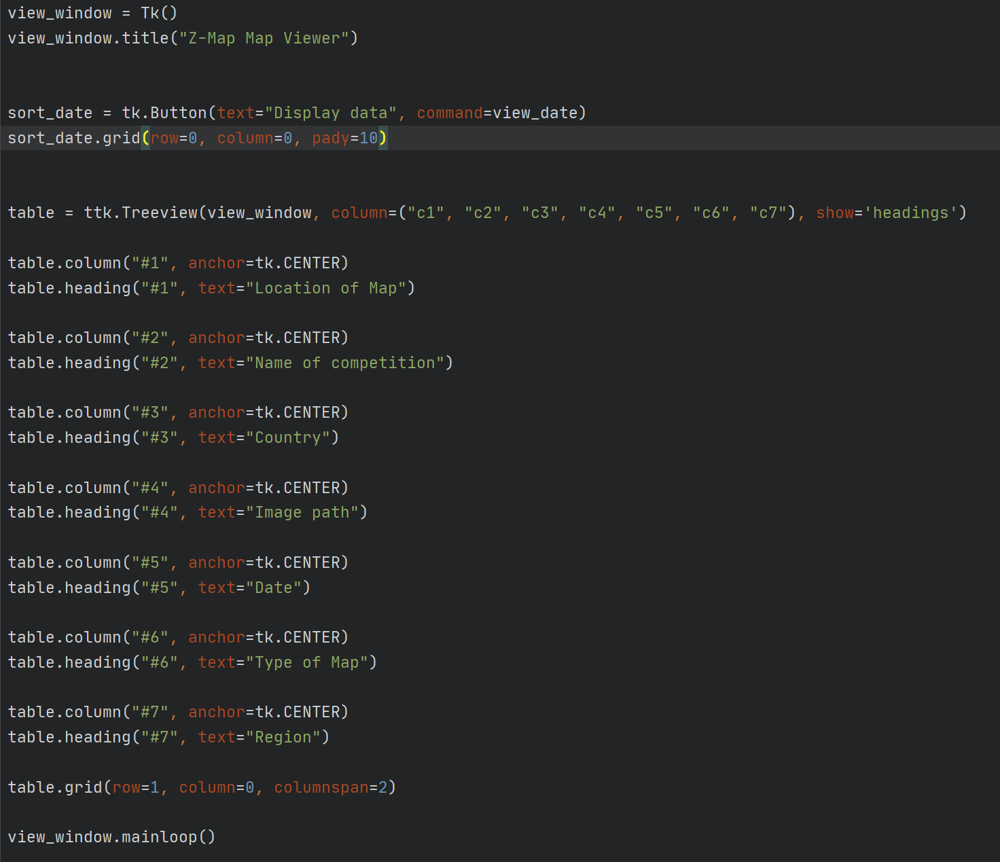 view_window = Tk()
view_window.title("Z-Map Map Viewer")
sort_date = tk.Button(text="Display data", command=view_date)
sort_date.grid(row=0, column=0, pady=10)
table = ttk.Treeview(view_window, column=("c1", "c2", "c3", "c4", "c5", "c6", "c7"), show='headings')
table.column("#1", anchor=tk.CENTER)
table.heading("#1", text="Location of Map")
table.column("#2", anchor=tk.CENTER)
table.heading("#2", text="Name of competition")
table.column("#3", anchor=tk.CENTER)
table.heading("#3", text="Country")
table.column("#4", anchor=tk.CENTER)
table.heading("#4", text="Image path")
table.column("#5", anchor=tk.CENTER)
table.heading("#5", text="Date")
table.column("#6", anchor=tk.CENTER)
table.heading("#6", text="Type of Map")
table.column("#7", anchor=tk.CENTER)
table.heading("#7", text="Region")
table.grid(row=1, column=0, columnspan=2)
view_window.mainloop()